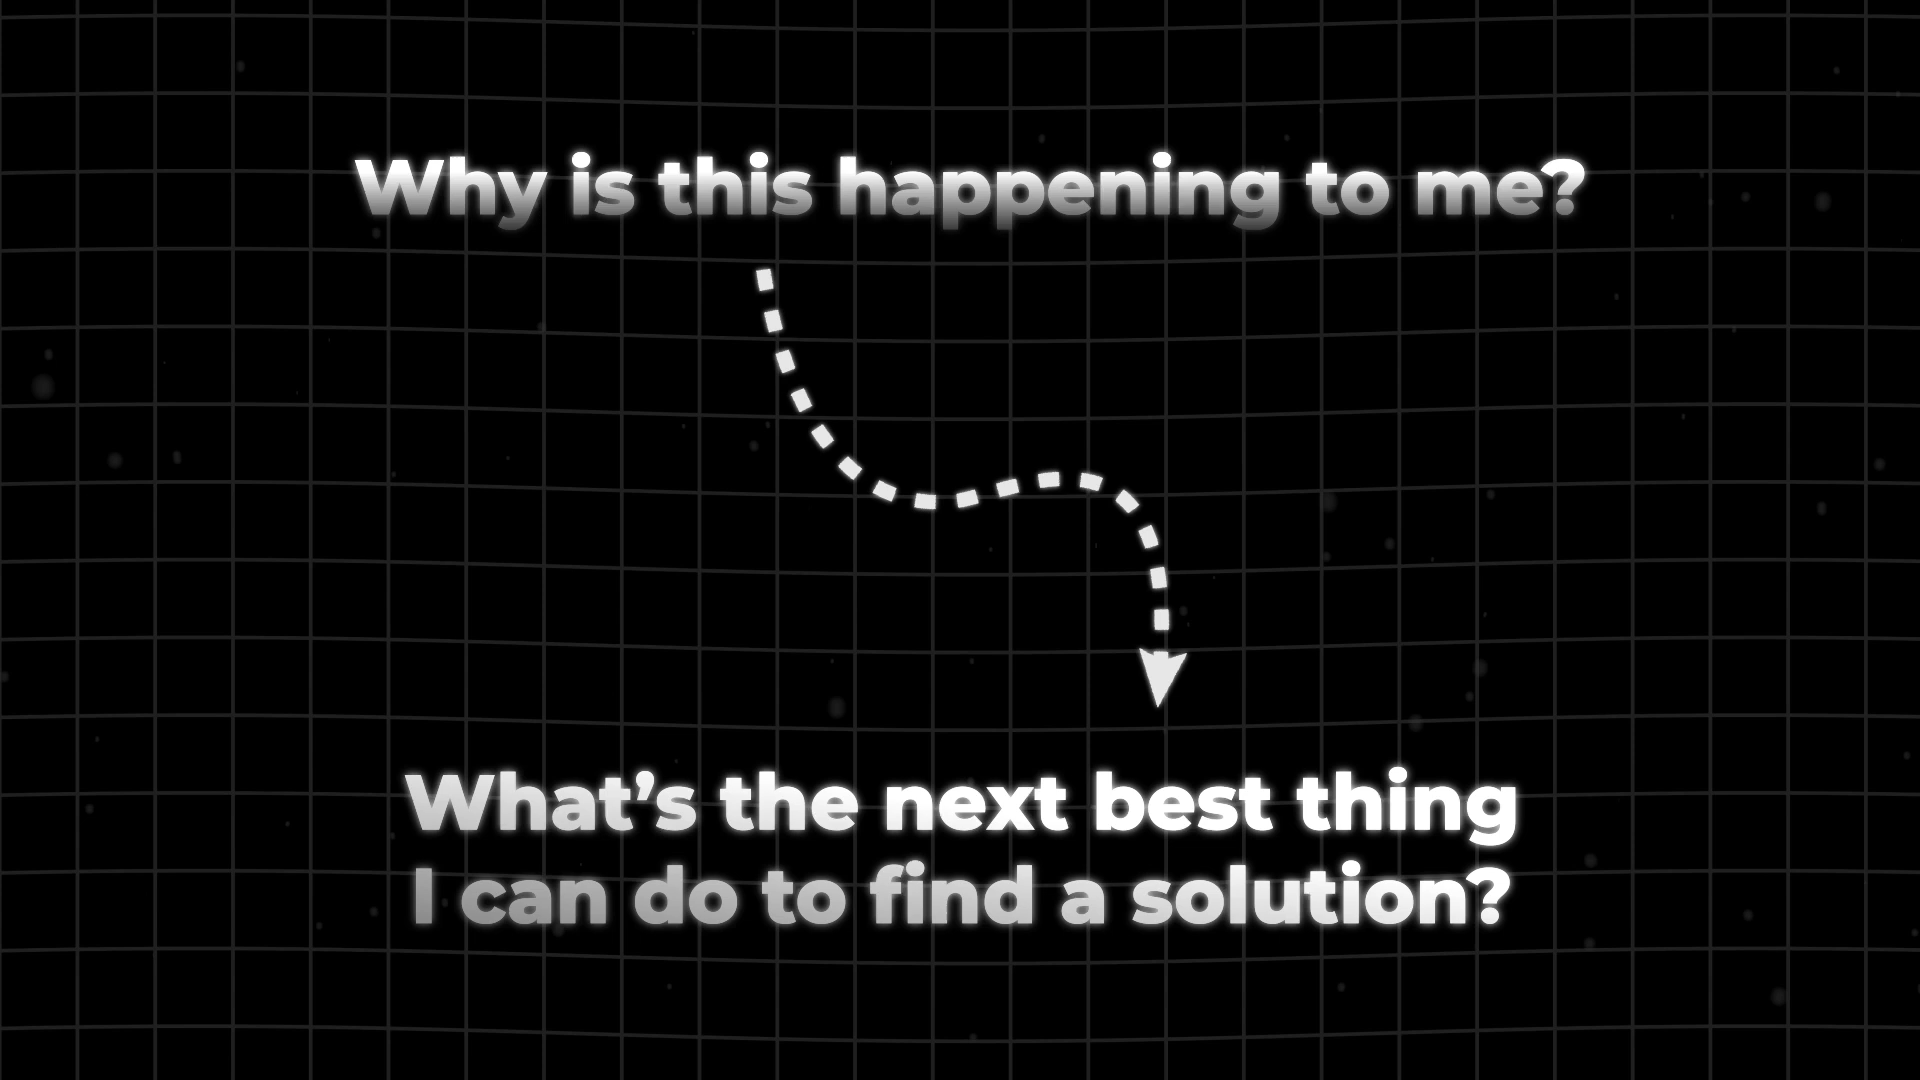 Why is this happening to me?
What’s the next best thing
I can do to find a solution?